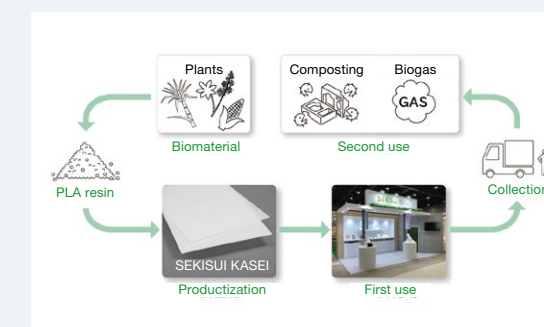 Plants
Composting Biogas
GAS
Biomaterial
Second use
PLA resin
Collection
SEKISUI KASEI
Productization
First use